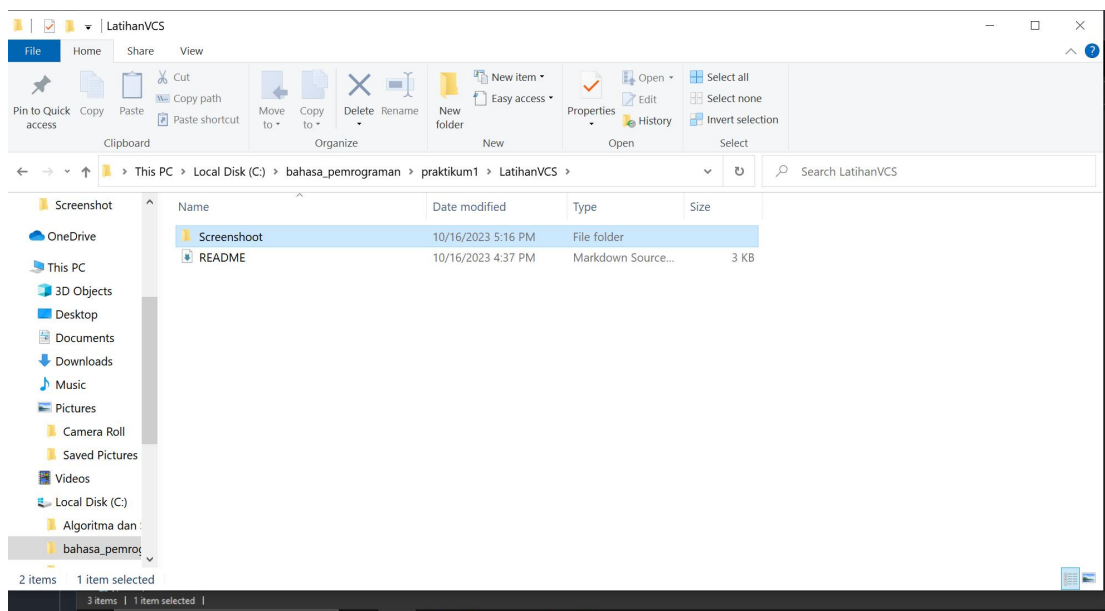 LatihanVCS
File Home Share View
Pin to Quick access
Copy
Paste
Cut
Copy path
Paste shortcut
Clipboard
Move to
Copy to
Delete
Rename
Organize
New folder
New item
Easy access
New
Properties
Open
Edit
History
Open
Select all
Select none
Invert selection
Select
This PC > Local Disk (C:) > bahasa_pemrograman > praktikum1 > LatihanVCS >
Search LatihanVCS
Name Date modified Type Size
Screenshoot 10/16/2023 5:16 PM File folder
README 10/16/2023 4:37 PM Markdown Source... 3 KB
Screenshot
OneDrive
This PC
3D Objects
Desktop
Documents
Downloads
Music
Pictures
Camera Roll
Saved Pictures
Videos
Local Disk (C:)
Algoritma dan
bahasa_pemrog
2 items 1 item selected
3 items | 1 item selected |